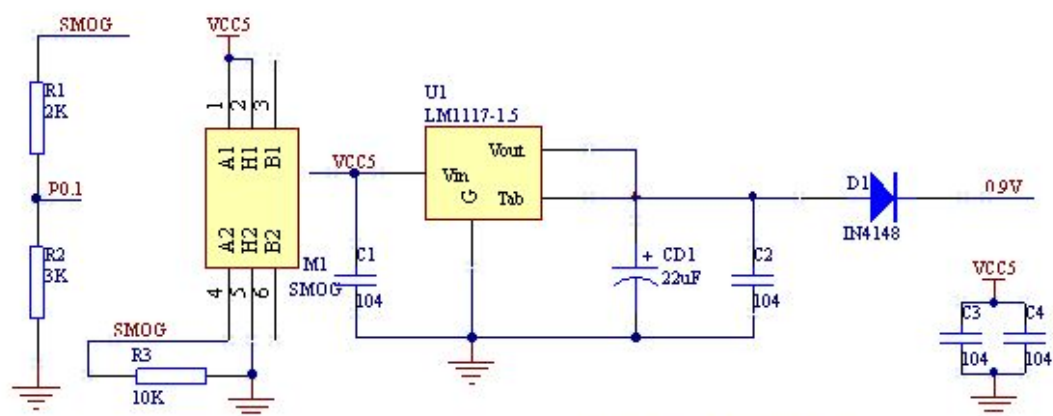 SMOG
R1
2K
P0.1
R2
3K
VCC5
1
2
3
A1
H1
B1
A2
H2
B2
4
5
6
M1
SMOG
SMOG
R3
10K
VCC5
C1
104
U1
LM1117-1.5
Vin
Vout
G
Tab
CD1
+
22uF
C2
104
D1
IN4148
0.9V
VCC5
C3
104
C4
104